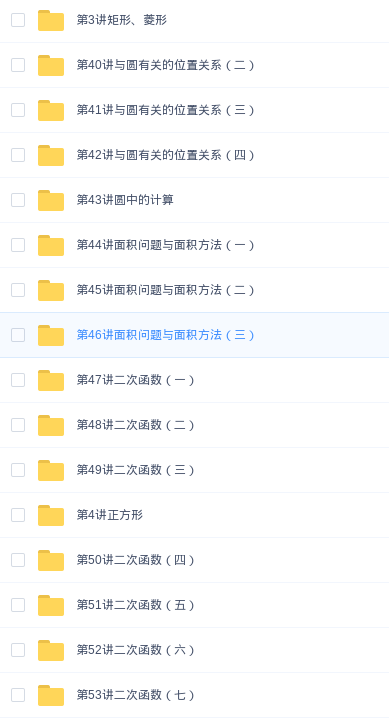 第3讲矩形、菱形
第40讲与圆有关的位置关系（二）
第41讲与圆有关的位置关系（三）
第42讲与圆有关的位置关系（四）
第43讲圆中的计算
第44讲面积问题与面积方法（一）
第45讲面积问题与面积方法（二）
第46讲面积问题与面积方法（三）
第47讲二次函数（一）
第48讲二次函数（二）
第49讲二次函数（三）
第4讲正方形
第50讲二次函数（四）
第51讲二次函数（五）
第52讲二次函数（六）
第53讲二次函数（七）